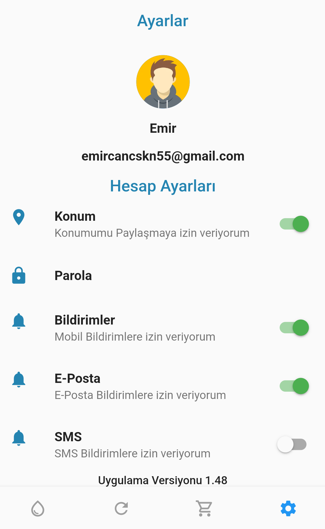 Ayarlar
Emir
emircancskn55@gmail.com
Hesap Ayarları
Konum
Konumumu Paylaşmaya izin veriyorum
Parola
Bildirimler
Mobil Bildirimlere izin veriyorum
E-Posta
E-Posta Bildirimlere izin veriyorum
SMS
SMS Bildirimlere izin veriyorum
Uygulama Versiyonu 1.48